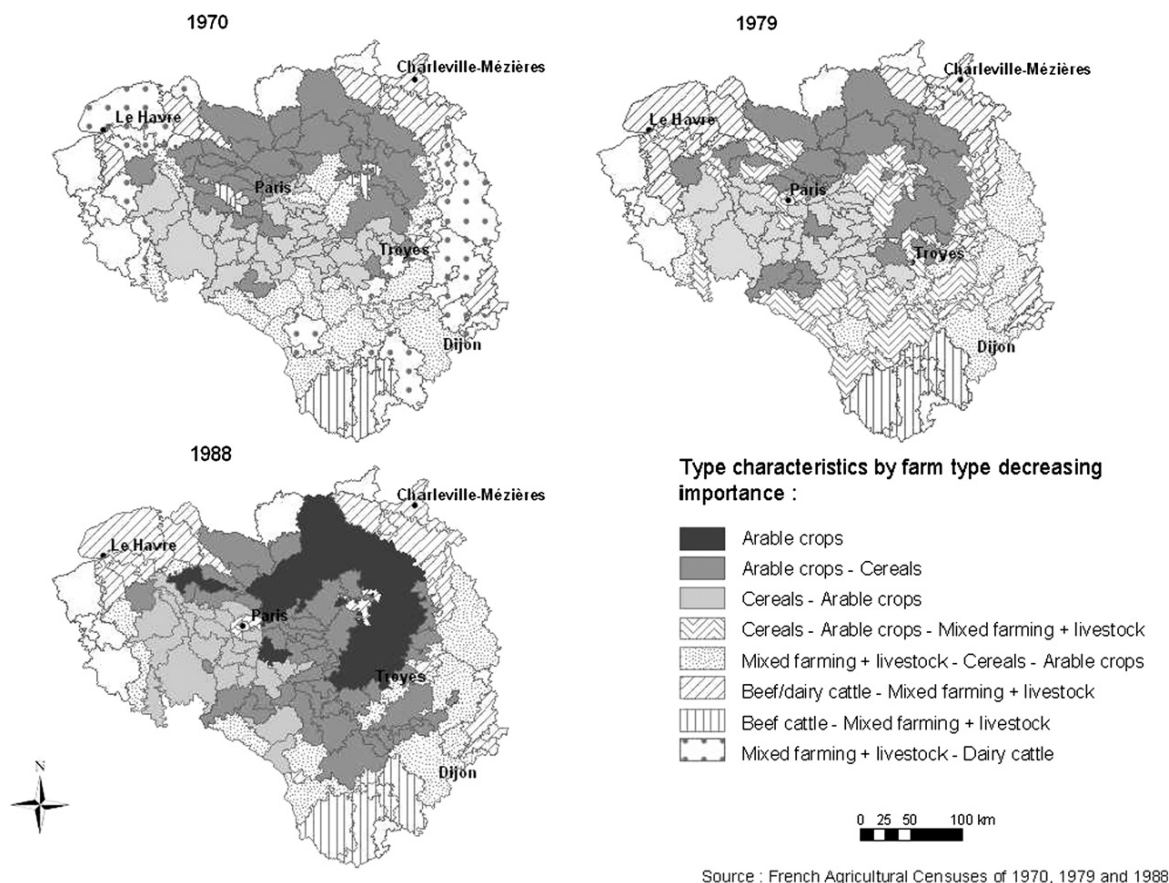 1970
Charleville-Mézières
Le Havre
Paris
Troyes
Dijon
1979
Charleville-Mézières
Le Havre
Paris
Troyes
Dijon
1988
Charleville-Mézières
Le Havre
Paris
Troyes
Dijon
N
Type characteristics by farm type decreasing
importance :
Arable crops
Arable crops - Cereals
Cereals - Arable crops
Cereals - Arable crops - Mixed farming + livestock
Mixed farming + livestock - Cereals - Arable crops
Beef/dairy cattle - Mixed farming + livestock
Beef cattle - Mixed farming + livestock
Mixed farming + livestock - Dairy cattle
0 25 50 100 km
Source : French Agricultural Censuses of 1970, 1979 and 1988